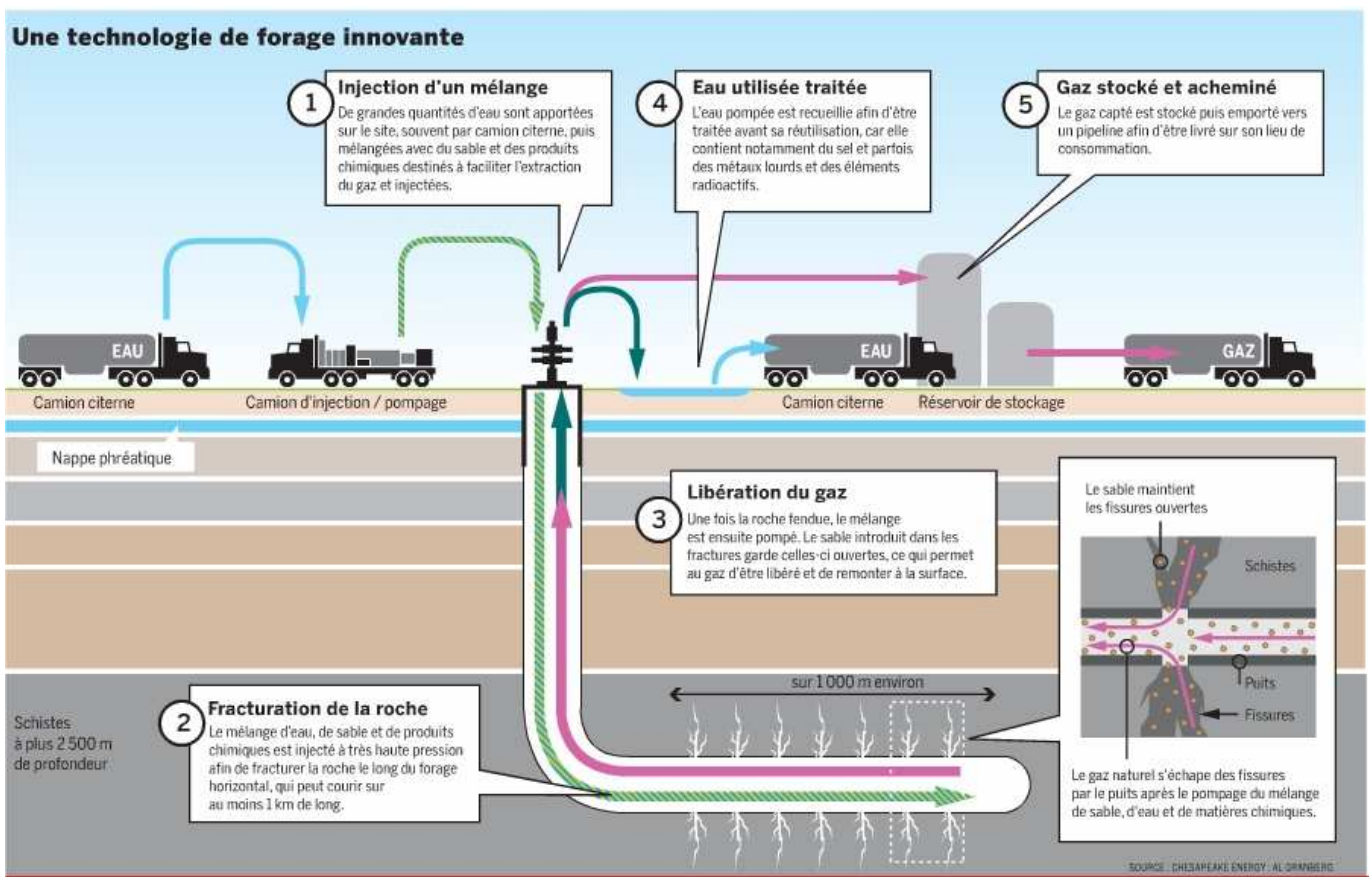 Une technologie de forage innovante
1
Injection d'un mélange
De grandes quantités d'eau sont apportées
sur le site, souvent par camion citerne, puis
mélangées avec du sable et des produits
chimiques destinés à faciliter l'extraction
du gaz et injectées.
4
Eau utilisée traitée
L'eau pompée est recueillie afin d'être
traitée avant sa réutilisation, car elle
contient notamment du sel et parfois
des métaux lourds et des éléments
radioactifs.
5
Gaz stocké et acheminé
Le gaz capté est stocké puis emporté vers
un pipeline afin d'être livré sur son lieu de
consommation.
EAU
EAU
GAZ
Camion citerne
Camion d'injection / pompage
Camion citerne
Réservoir de stockage
Nappe phréatique
3
Libération du gaz
Une fois la roche fendue, le mélange
est ensuite pompé. Le sable introduit dans les
fractures garde celles-ci ouvertes, ce qui permet
au gaz d'être libéré et de remonter à la surface.
Le sable maintient
les fissures ouvertes
Schistes
Puits
Fissures
Le gaz naturel s'échappe des fissures
par le puits après le pompage du mélange
de sable, d'eau et de matières chimiques.
sur 1 000 m environ
Schistes
à plus 2 500 m
de profondeur
2
Fracturation de la roche
Le mélange d'eau, de sable et de produits
chimiques est injecté à très haute pression
afin de fracturer la roche le long du forage
horizontal, qui peut courir sur
au moins 1 km de long.
SOURCE : CHESAPEAKE ENERGY ; AL GRANBERG